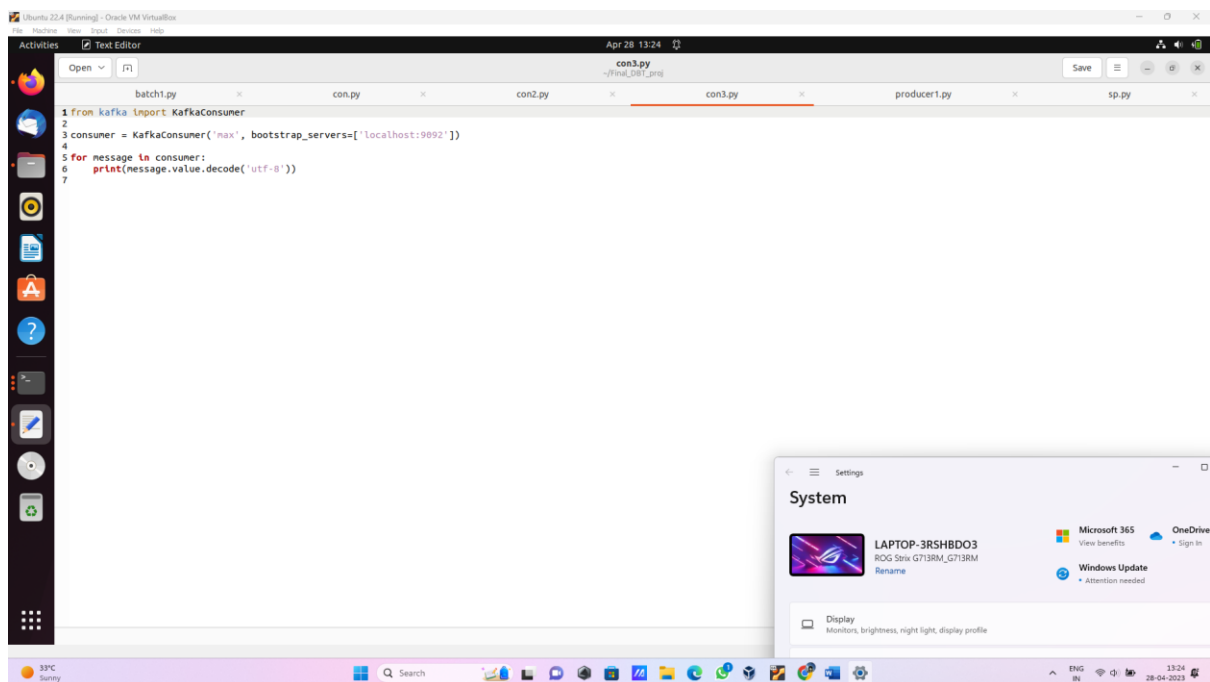 Ubuntu 22.4 [Running] - Oracle VM VirtualBox
File Machine View Input Devices Help
Activities Text Editor Apr 28 13:24
Open con3.py Save
~/Final_DBT_proj
batch1.py con.py con2.py con3.py producer1.py sp.py
1 from kafka import KafkaConsumer
2
3 consumer = KafkaConsumer('max', bootstrap_servers=['localhost:9092'])
4
5 for message in consumer:
6     print(message.value.decode('utf-8'))
7
Settings
System
LAPTOP-3RSHBDO3
ROG Strix G713RM_G713RM
Rename
Microsoft 365
View benefits
OneDrive
• Sign In
Windows Update
• Attention needed
Display
Monitors, brightness, night light, display profile
33°C
Sunny
Search
ENG
IN
13:24
28-04-2023